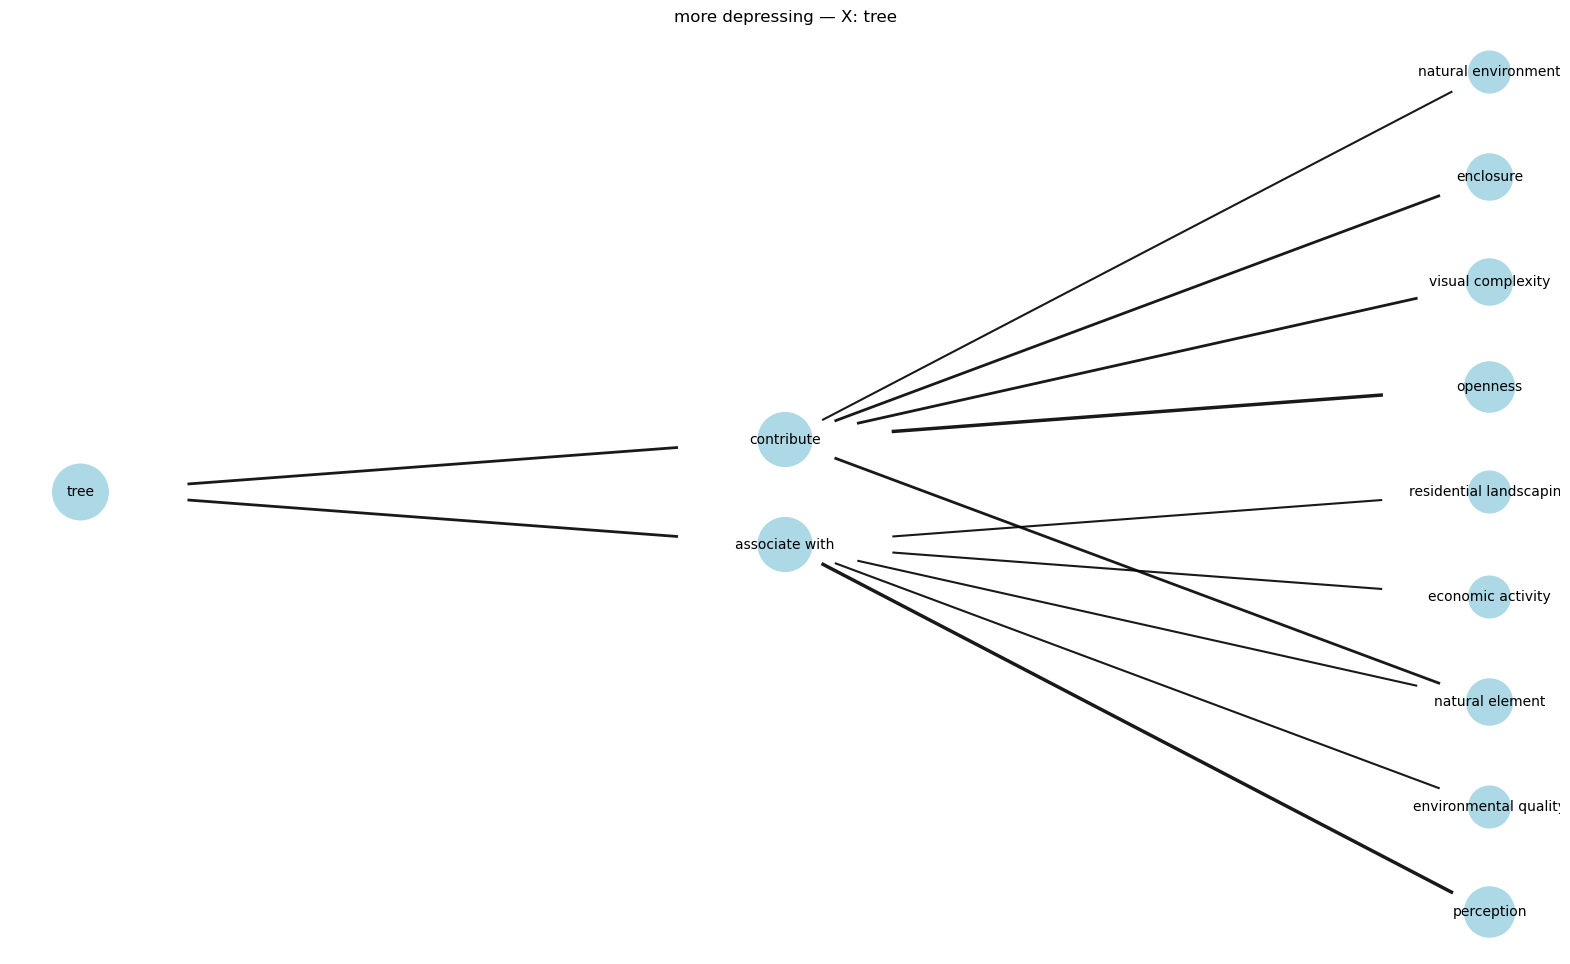 more depressing — X: tree
natural environment
enclosure
visual complexity
openness
contribute
tree
residential landscapin
associate with
economic activity
natural element
environmental quality
perception